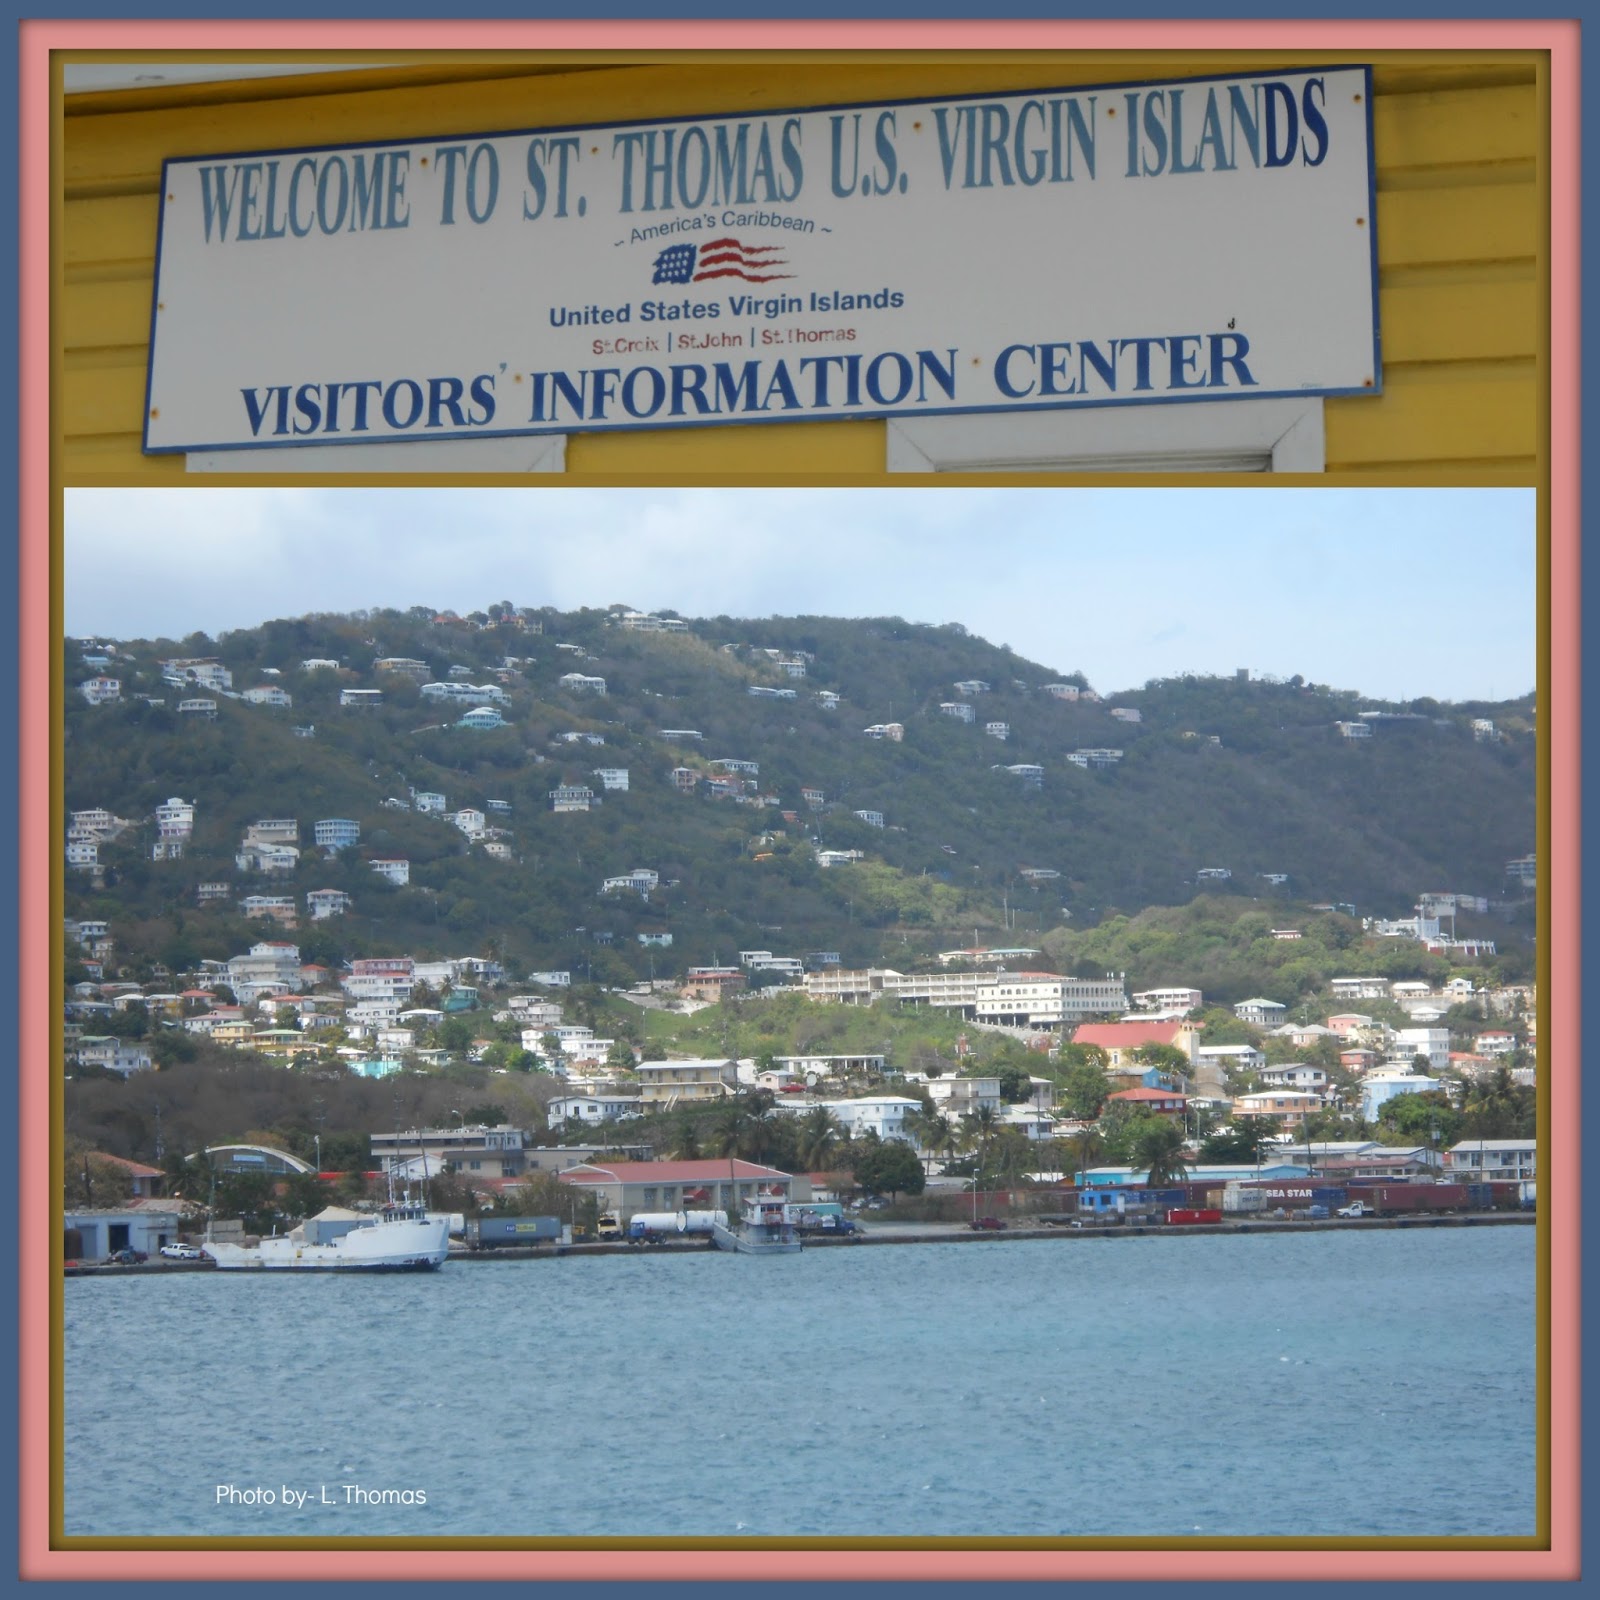 WELCOME TO ST. THOMAS U.S. VIRGIN ISLANDS
~ America's Caribbean ~
United States Virgin Islands
St.Croix | St.John | St.Thomas
VISITORS' INFORMATION CENTER
SEA STAR
Photo by- L. Thomas